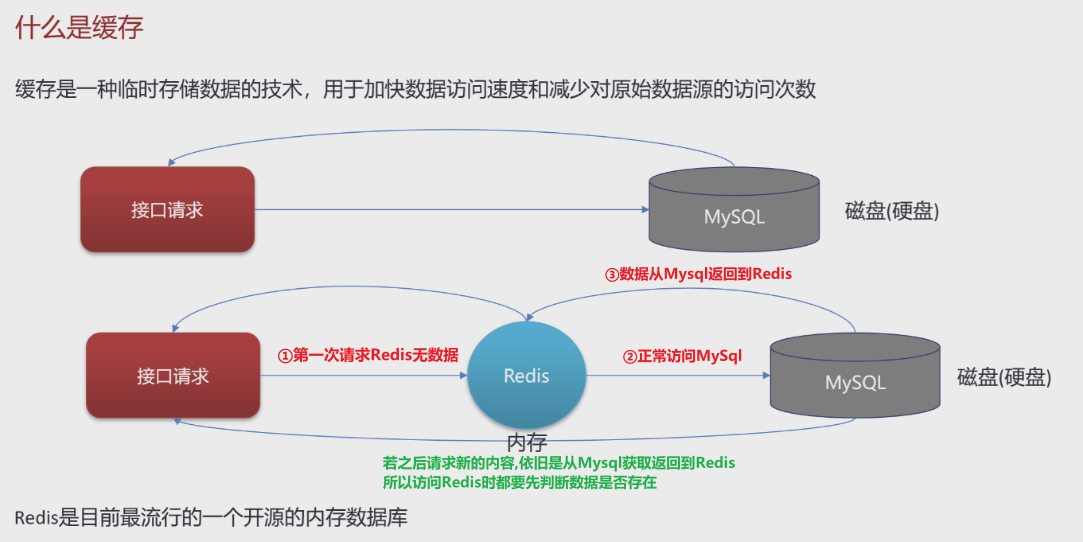 什么是缓存
缓存是一种临时存储数据的技术，用于加快数据访问速度和减少对原始数据源的访问次数
接口请求
MySQL
磁盘(硬盘)
③数据从Mysql返回到Redis
接口请求
①第一次请求Redis无数据
Redis
②正常访问MySql
MySQL
磁盘(硬盘)
内存
若之后请求新的内容,依旧是从Mysql获取返回到Redis
所以访问Redis时都要先判断数据是否存在
Redis是目前最流行的一个开源的内存数据库